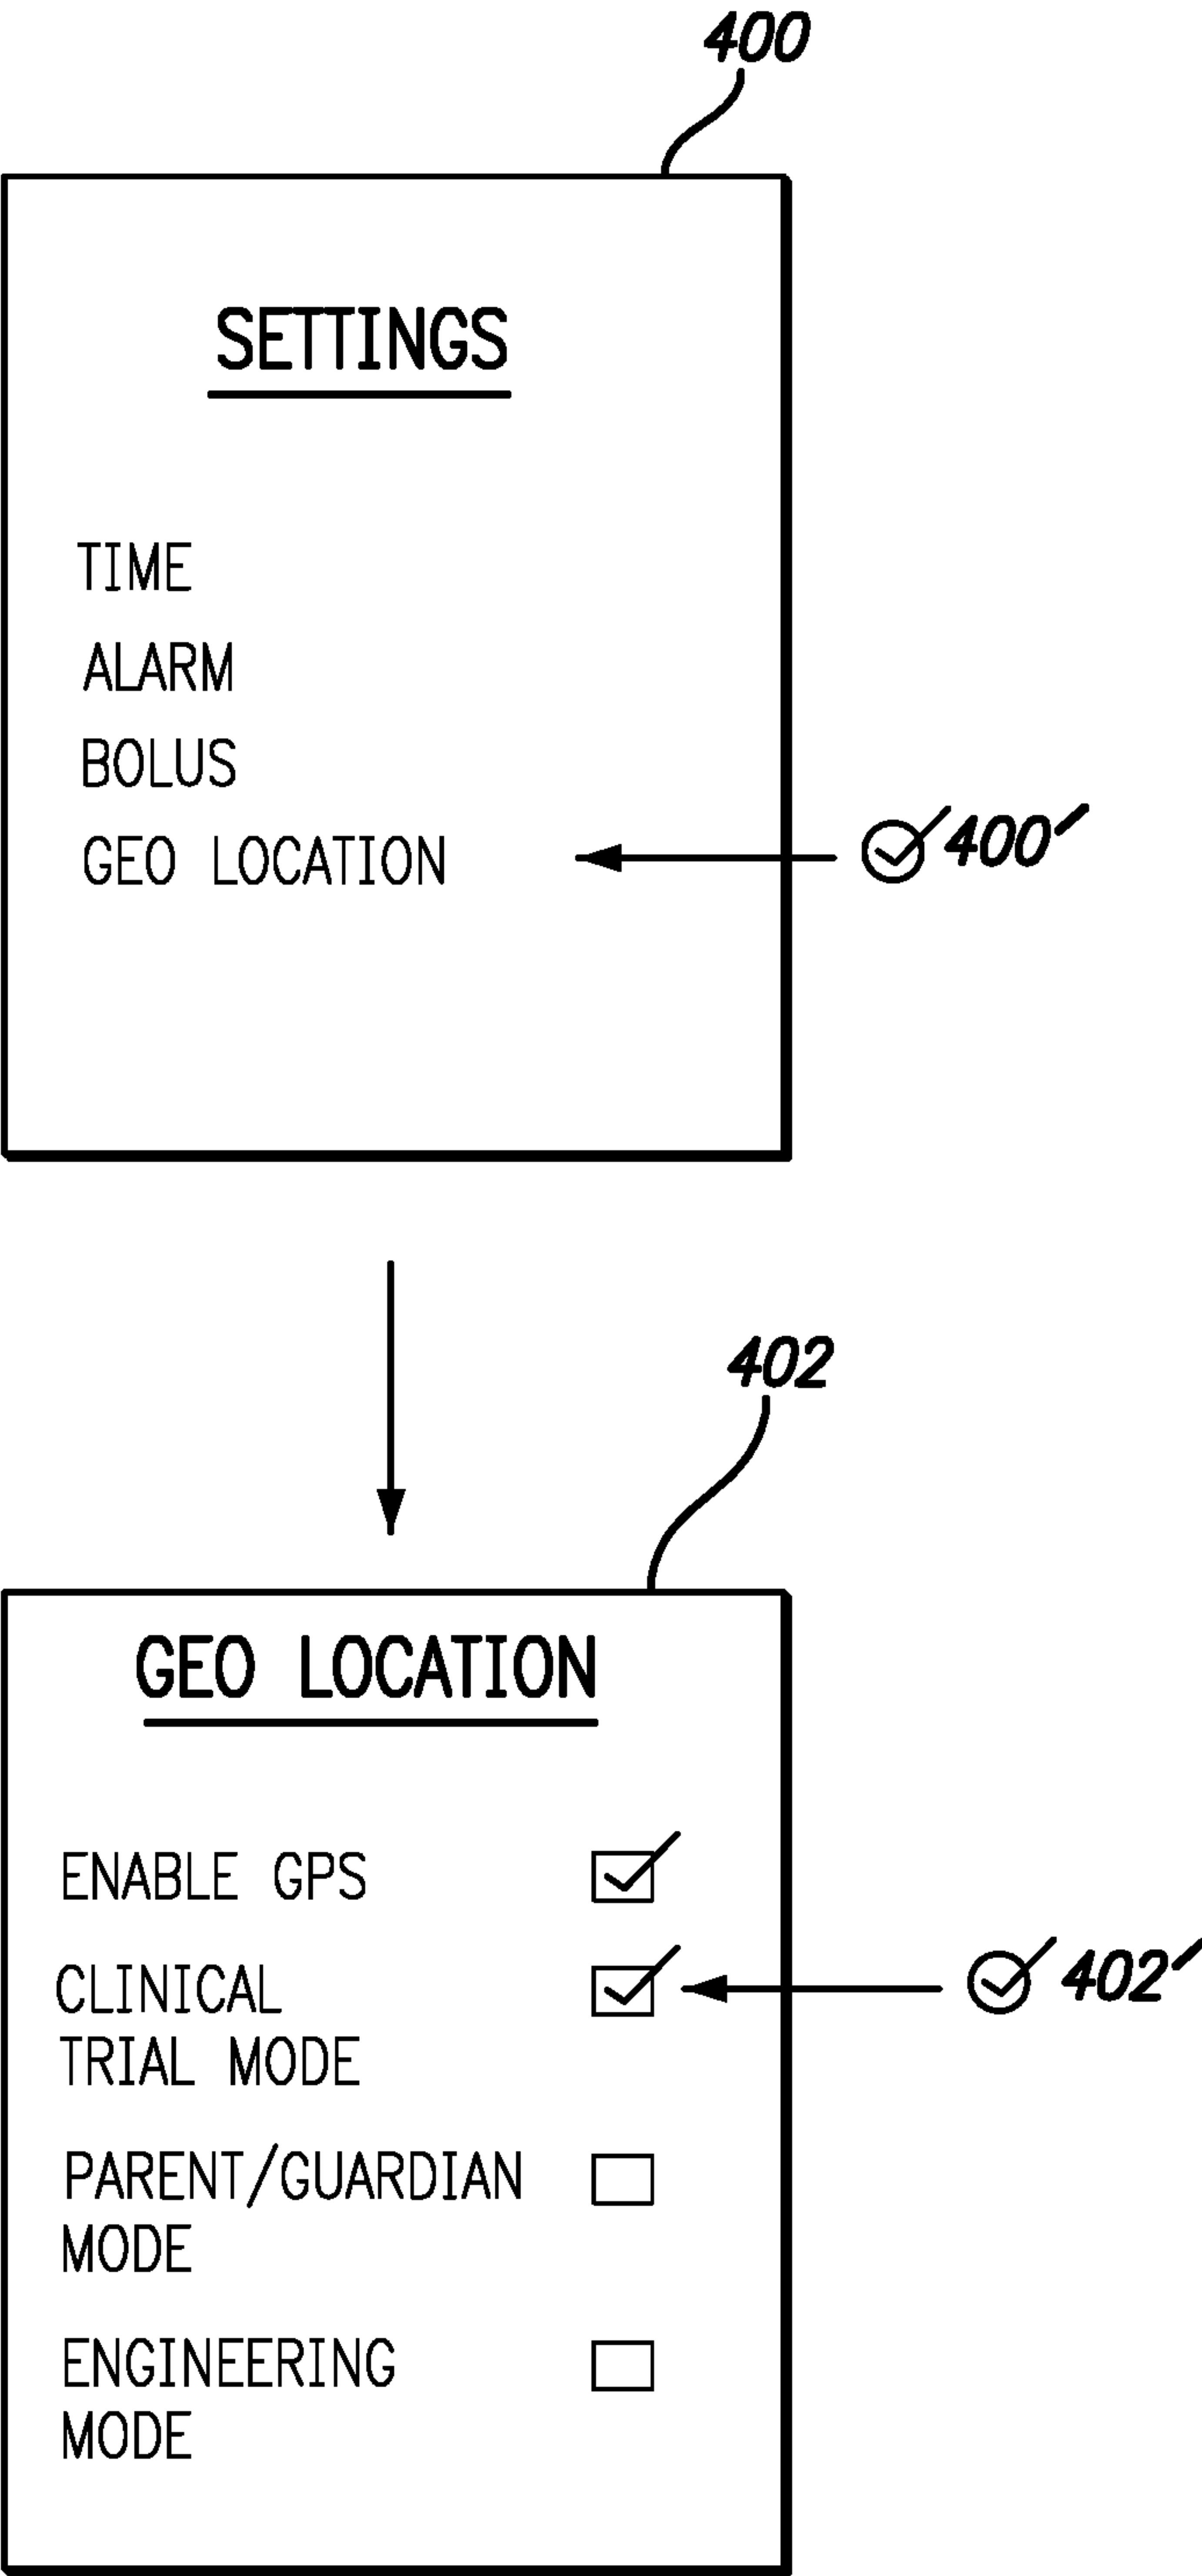 400
SETTINGS
TIME
ALARM
BOLUS
GEO LOCATION
400′
402
GEO LOCATION
ENABLE GPS
CLINICAL
TRIAL MODE
402′
PARENT/GUARDIAN
MODE
ENGINEERING
MODE